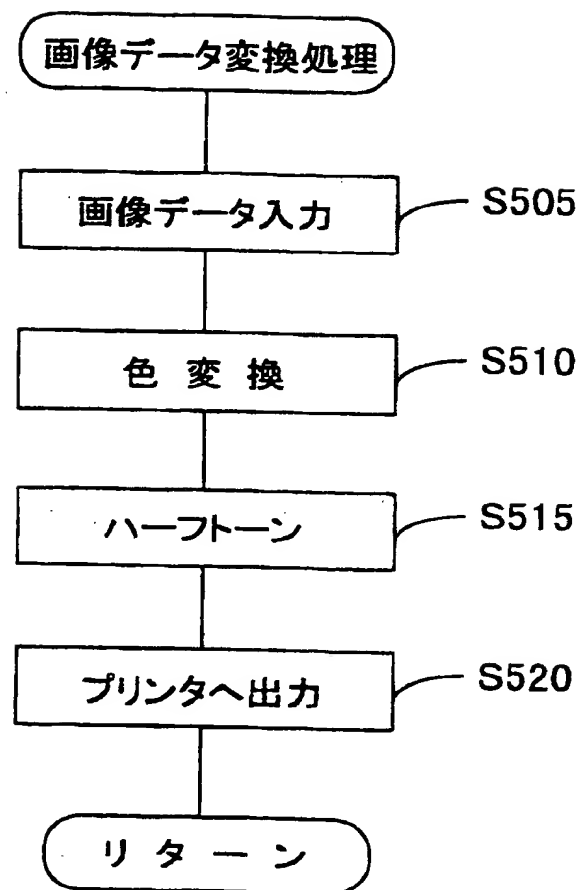 画像データ変換処理
画像データ入力
S505
色変換
S510
ハーフトーン
S515
プリンタへ出力
S520
リターン